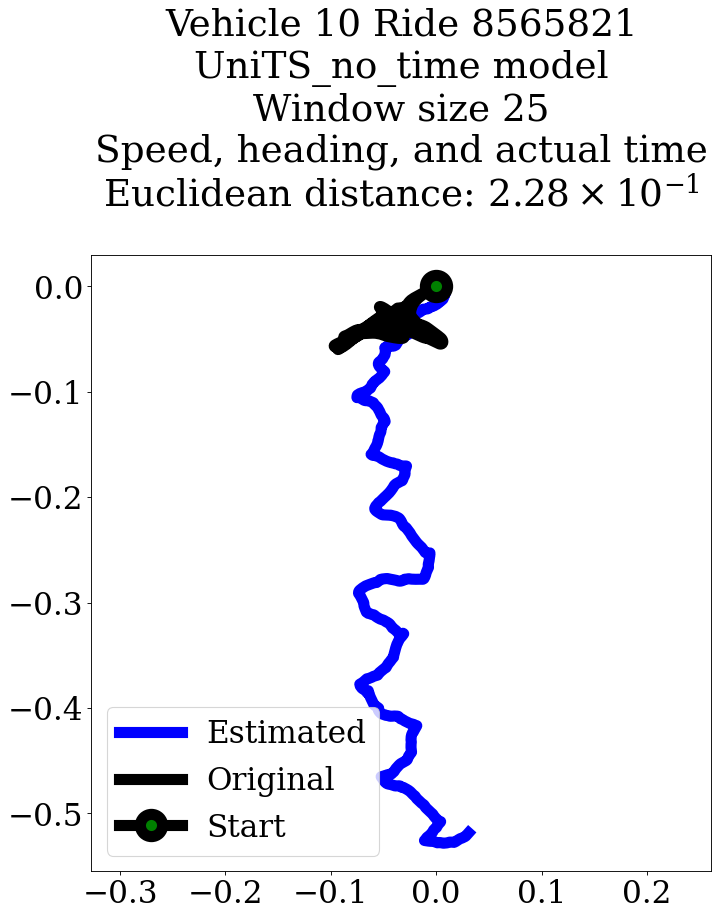 Vehicle 10 Ride 8565821
UniTS_no_time model
Window size 25
Speed, heading, and actual time
Euclidean distance: 2.28 × 10⁻¹
0.0
−0.1
−0.2
−0.3
−0.4
−0.5
Estimated
Original
Start
−0.3 −0.2 −0.1 0.0 0.1 0.2